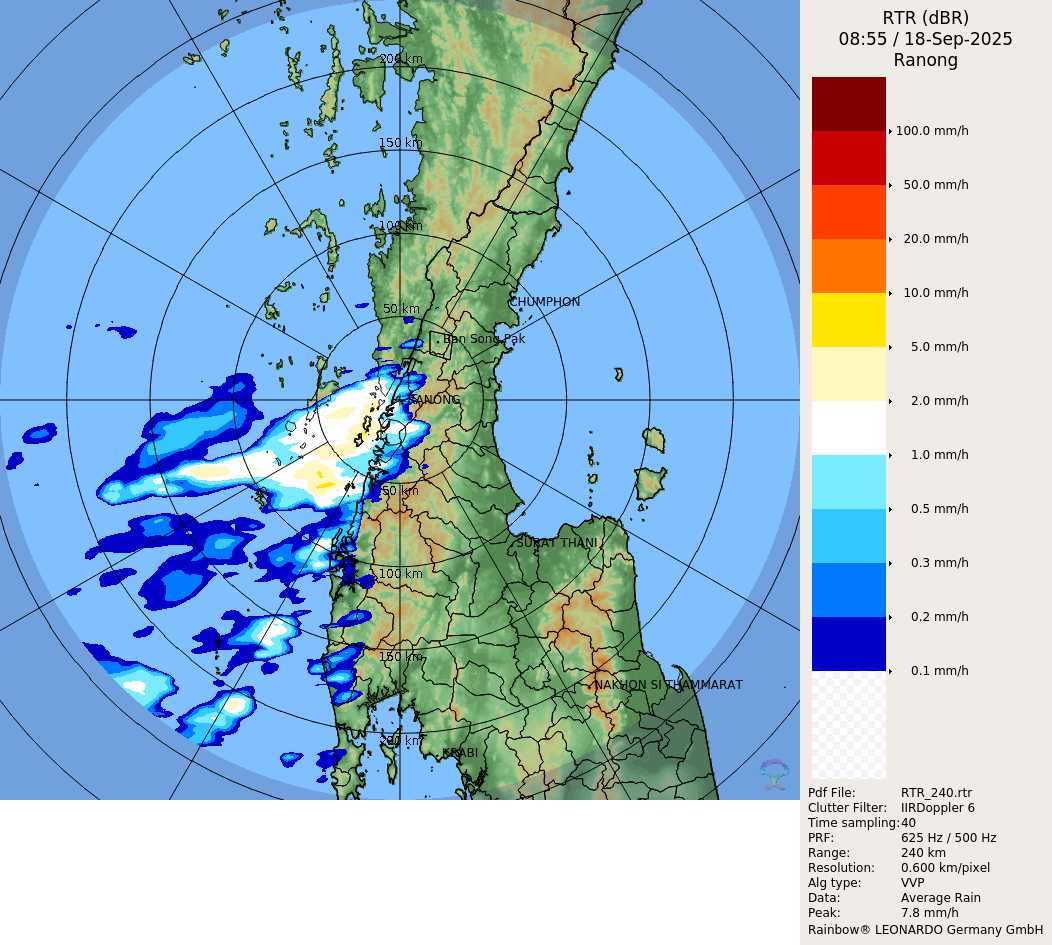 RTR (dBR)
08:55 / 18-Sep-2025
Ranong
100.0 mm/h
50.0 mm/h
20.0 mm/h
10.0 mm/h
5.0 mm/h
2.0 mm/h
1.0 mm/h
0.5 mm/h
0.3 mm/h
0.2 mm/h
0.1 mm/h
200 km
150 km
100 km
50 km
CHUMPHON
Ban Song Pak
RANONG
50 km
SURAT THANI
100 km
150 km
NAKHON SI THAMMARAT
200 km
KRABI
Pdf File: RTR_240.rtr
Clutter Filter: IIRDoppler 6
Time sampling:40
PRF: 625 Hz / 500 Hz
Range: 240 km
Resolution: 0.600 km/pixel
Alg type: VVP
Data: Average Rain
Peak: 7.8 mm/h
Rainbow® LEONARDO Germany GmbH